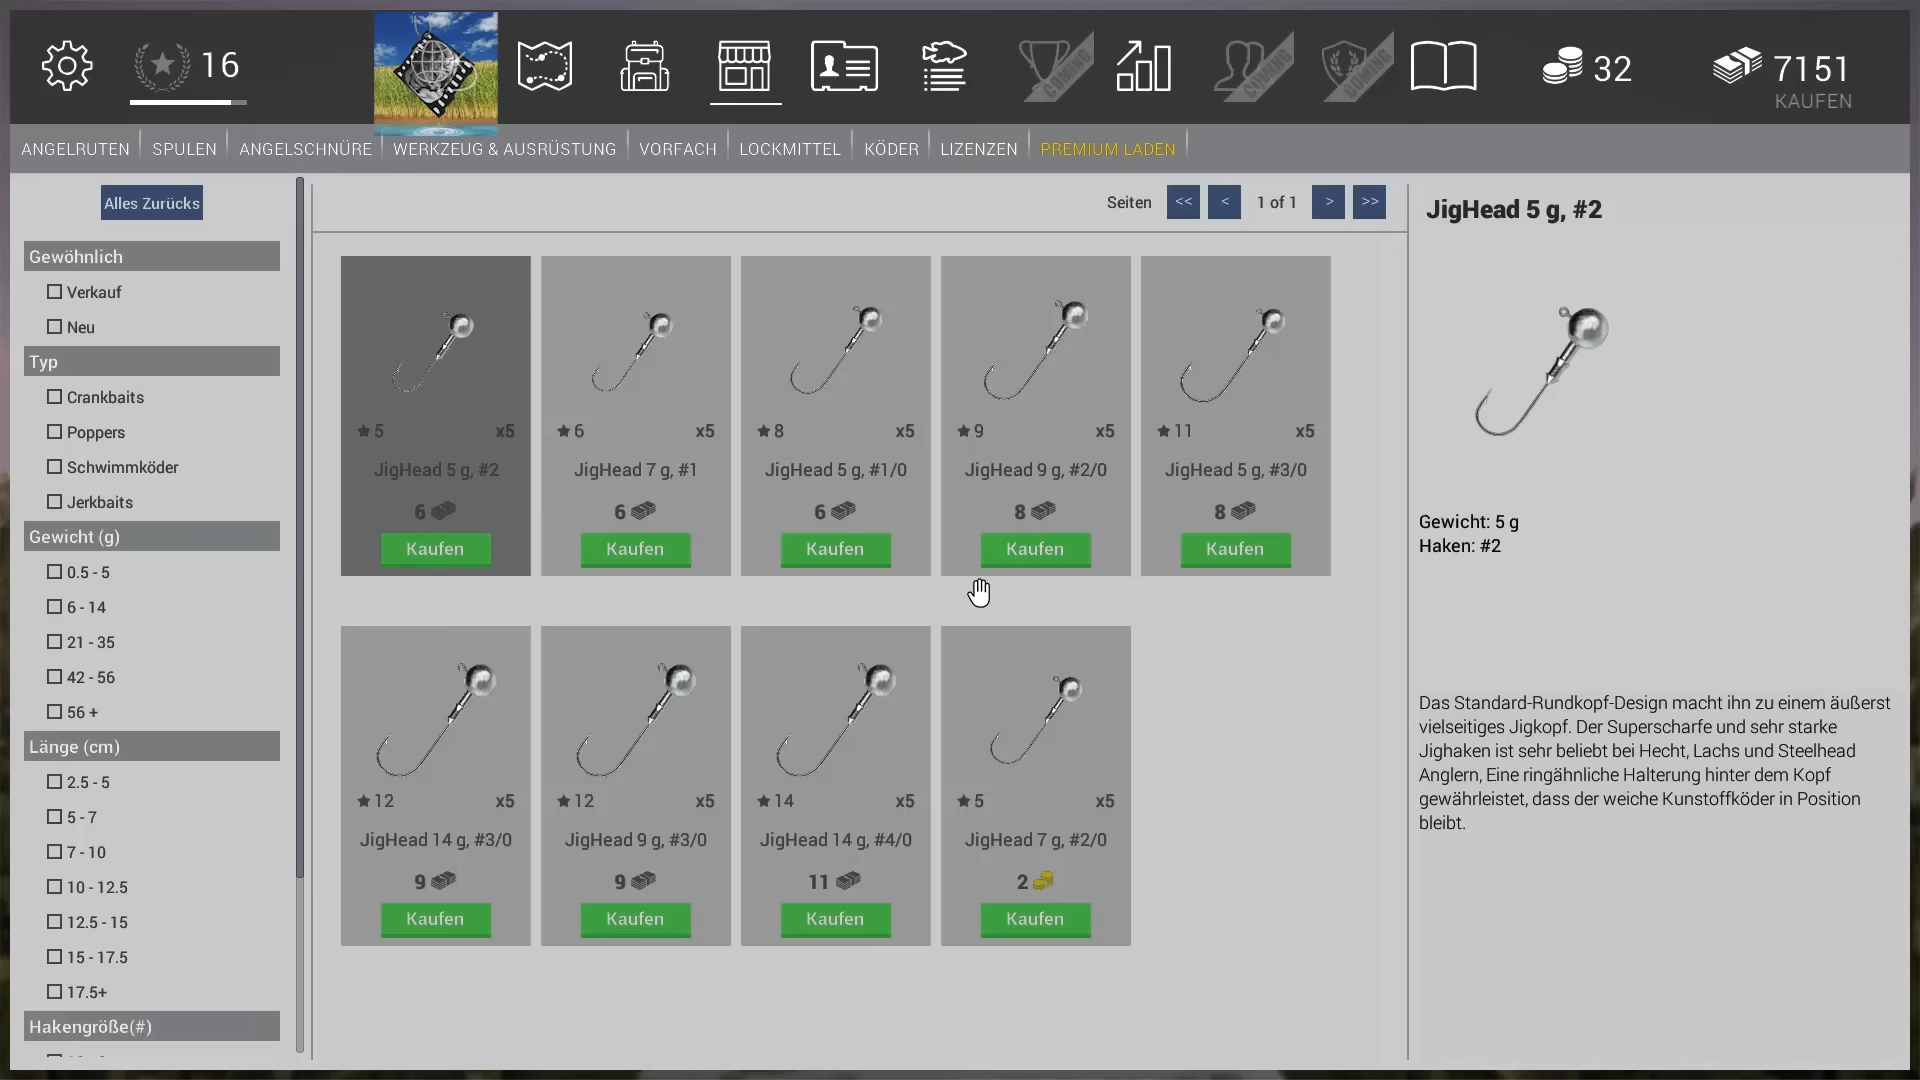 16
COMING
COMING
COMING
32
7151
KAUFEN
ANGELRUTEN
SPULEN
ANGELSCHNÜRE
WERKZEUG & AUSRÜSTUNG
VORFACH
LOCKMITTEL
KÖDER
LIZENZEN
PREMIUM LADEN
Alles Zurücks
Gewöhnlich
Verkauf
Neu
Typ
Crankbaits
Poppers
Schwimmköder
Jerkbaits
Gewicht (g)
0.5 - 5
6 - 14
21 - 35
42 - 56
56 +
Länge (cm)
2.5 - 5
5 - 7
7 - 10
10 - 12.5
12.5 - 15
15 - 17.5
17.5+
Hakengröße(#)
Seiten << < 1 of 1 > >>
5 x5
JigHead 5 g, #2
6
Kaufen
6 x5
JigHead 7 g, #1
6
Kaufen
8 x5
JigHead 5 g, #1/0
6
Kaufen
9 x5
JigHead 9 g, #2/0
8
Kaufen
11 x5
JigHead 5 g, #3/0
8
Kaufen
12 x5
JigHead 14 g, #3/0
9
Kaufen
12 x5
JigHead 9 g, #3/0
9
Kaufen
14 x5
JigHead 14 g, #4/0
11
Kaufen
5 x5
JigHead 7 g, #2/0
2
Kaufen
JigHead 5 g, #2
Gewicht: 5 g
Haken: #2
Das Standard-Rundkopf-Design macht ihn zu einem äußerst
vielseitiges Jigkopf. Der Superscharfe und sehr starke
Jighaken ist sehr beliebt bei Hecht, Lachs und Steelhead
Anglern, Eine ringähnliche Halterung hinter dem Kopf
gewährleistet, dass der weiche Kunstoffköder in Position
bleibt.